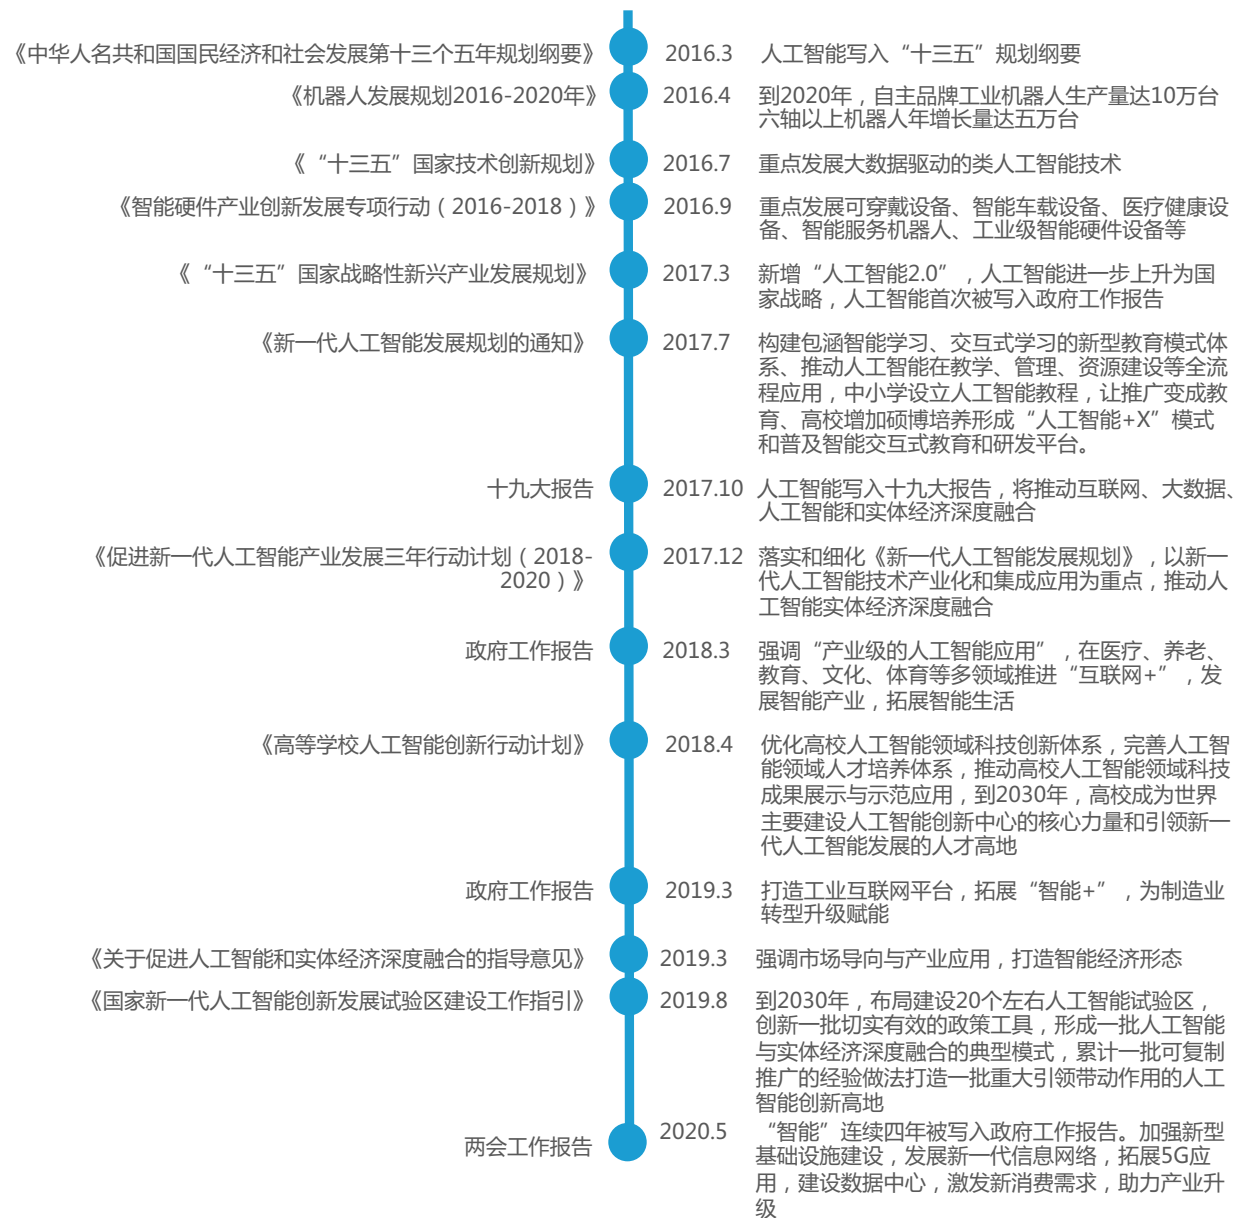 《中华人名共和国国民经济和社会发展第十三个五年规划纲要》 2016.3 人工智能写入“十三五”规划纲要
《机器人发展规划2016-2020年》 2016.4 到2020年，自主品牌工业机器人生产量达10万台
六轴以上机器人年增长量达五万台
《“十三五”国家技术创新规划》 2016.7 重点发展大数据驱动的类人工智能技术
《智能硬件产业创新发展专项行动（2016-2018）》 2016.9 重点发展可穿戴设备、智能车载设备、医疗健康设
备、智能服务机器人、工业级智能硬件设备等
《“十三五”国家战略性新兴产业发展规划》 2017.3 新增“人工智能2.0”，人工智能进一步上升为国
家战略，人工智能首次被写入政府工作报告
《新一代人工智能发展规划的通知》 2017.7 构建包涵智能学习、交互式学习的新型教育模式体
系、推动人工智能在教学、管理、资源建设等全流
程应用，中小学设立人工智能教程，让推广变成教
育、高校增加硕博培养形成“人工智能+X”模式
和普及智能交互式教育和研发平台。
十九大报告 2017.10 人工智能写入十九大报告，将推动互联网、大数据、
人工智能和实体经济深度融合
《促进新一代人工智能产业发展三年行动计划（2018- 2017.12 落实和细化《新一代人工智能发展规划》，以新一
2020）》 代人工智能技术产业化和集成应用为重点，推动人
工智能实体经济深度融合
政府工作报告 2018.3 强调“产业级的人工智能应用”，在医疗、养老、
教育、文化、体育等多领域推进“互联网+”，发
展智能产业，拓展智能生活
《高等学校人工智能创新行动计划》 2018.4 优化高校人工智能领域科技创新体系，完善人工智
能领域人才培养体系，推动高校人工智能领域科技
成果展示与示范应用，到2030年，高校成为世界
主要建设人工智能创新中心的核心力量和引领新一
代人工智能发展的人才高地
政府工作报告 2019.3 打造工业互联网平台，拓展“智能+”，为制造业
转型升级赋能
《关于促进人工智能和实体经济深度融合的指导意见》 2019.3 强调市场导向与产业应用，打造智能经济形态
《国家新一代人工智能创新发展试验区建设工作指引》 2019.8 到2030年，布局建设20个左右人工智能试验区，
创新一批切实有效的政策工具，形成一批人工智能
与实体经济深度融合的典型模式，累计一批可复制
推广的经验做法打造一批重大引领带动作用的人工
智能创新高地
两会工作报告 2020.5 “智能”连续四年被写入政府工作报告。加强新型
基础设施建设，发展新一代信息网络，拓展5G应
用，建设数据中心，激发新消费需求，助力产业升
级